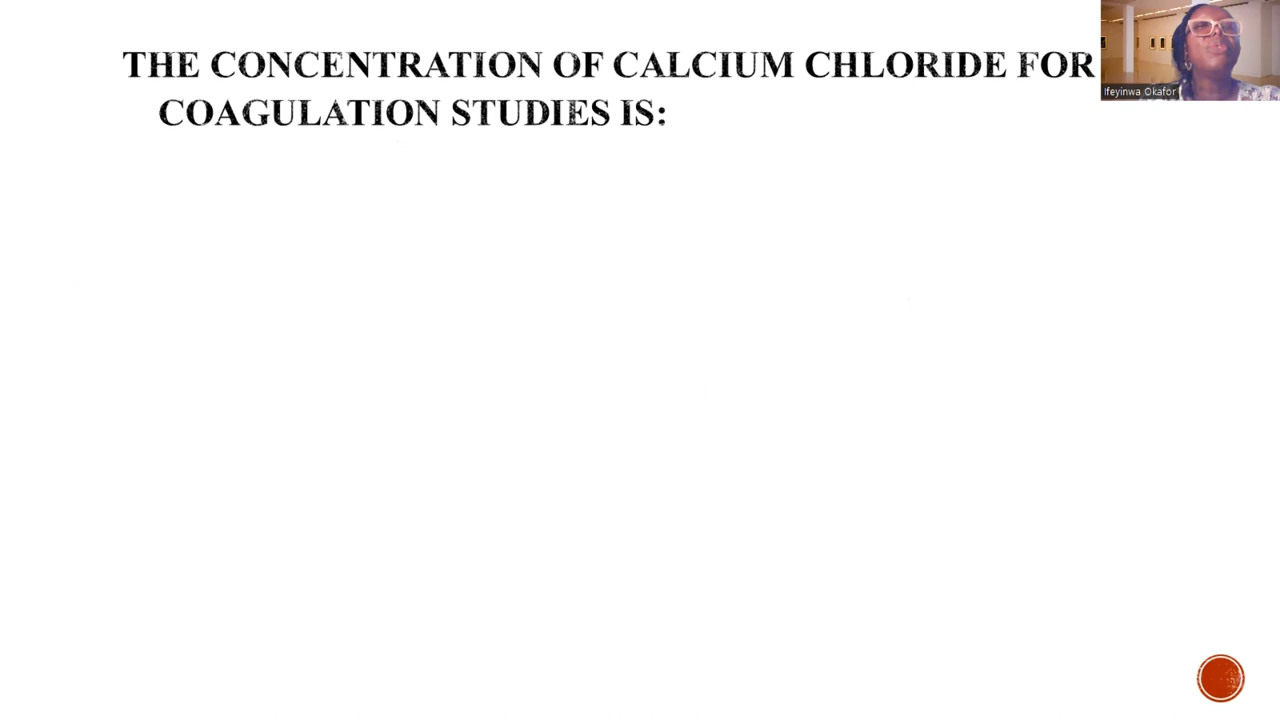 THE CONCENTRATION OF CALCIUM CHLORIDE FOR
COAGULATION STUDIES IS:
Ifeyinwa Okafor